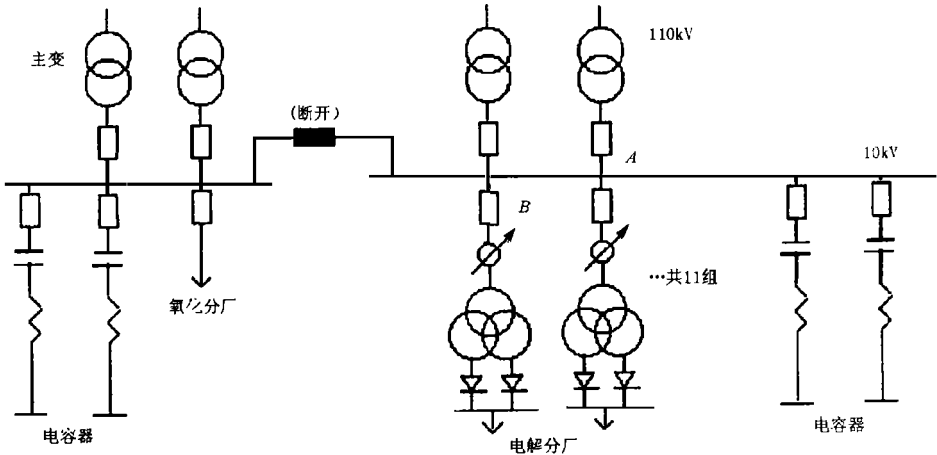 主变
110kV
(断开)
A
10kV
B
…共11组
氧化分厂
电容器
电解分厂
电容器